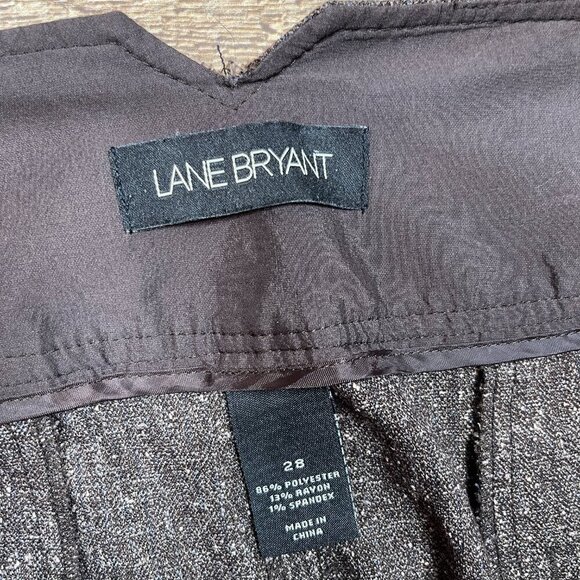 LANE BRYANT
28
86% POLYESTER
13% RAYON
1% SPANDEX
MADE IN
CHINA